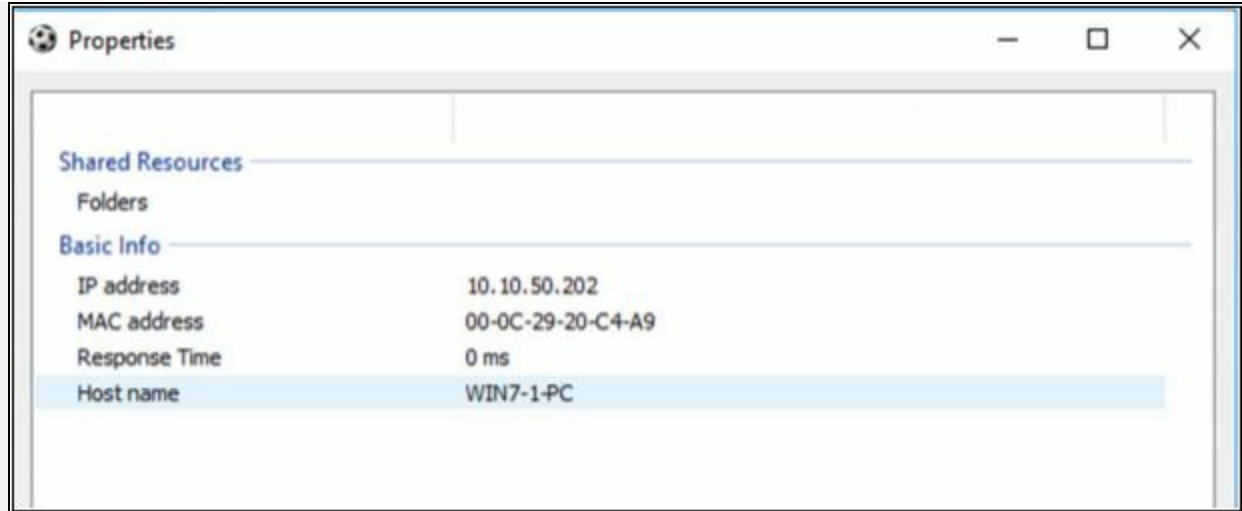 Properties
Shared Resources
Folders
Basic Info
IP address 10.10.50.202
MAC address 00-0C-29-20-C4-A9
Response Time 0 ms
Host name WIN7-1-PC